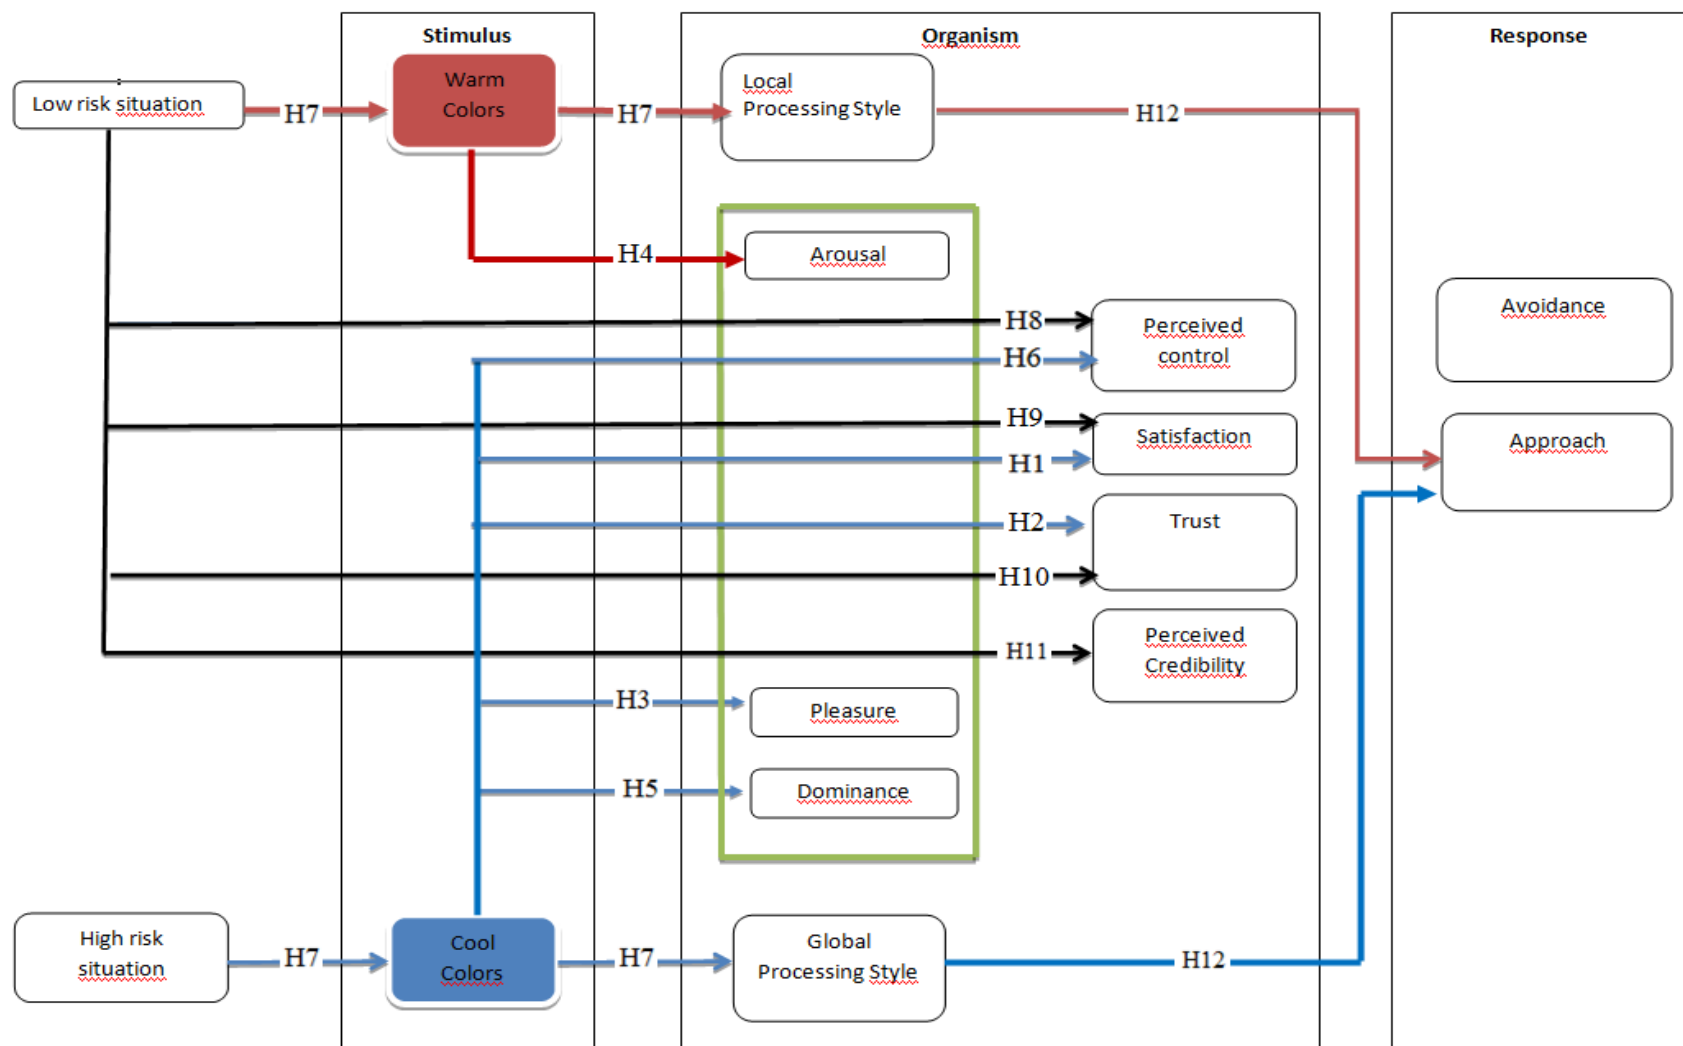 Stimulus
Organism
Response
Low risk situation
H7
Warm
Colors
H7
Local
Processing Style
H12
H4
Arousal
H8
H6
Perceived
control
Avoidance
H9
H1
Satisfaction
Approach
H2
H10
Trust
H11
Perceived
Credibility
H3
Pleasure
H5
Dominance
High risk
situation
H7
Cool
Colors
H7
Global
Processing Style
H12